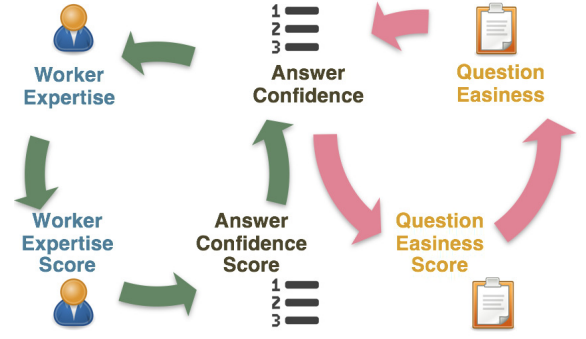 1
2
3
Worker
Expertise
Answer
Confidence
Question
Easiness
Worker
Expertise
Score
Answer
Confidence
Score
Question
Easiness
Score
1
2
3